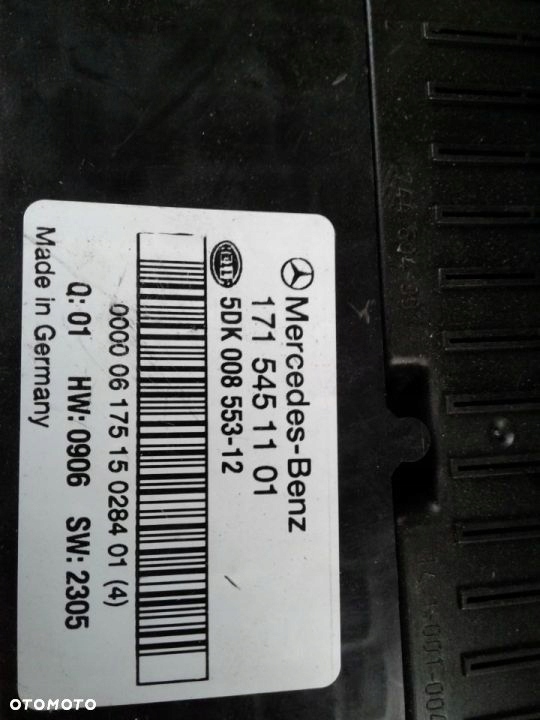 Mercedes-Benz
171 545 11 01
HELLA
5DK 008 553-12
0000 06 175 15 0284 01 (4)
Q: 01 HW: 0906 SW: 2305
Made in Germany
OTOMOTO